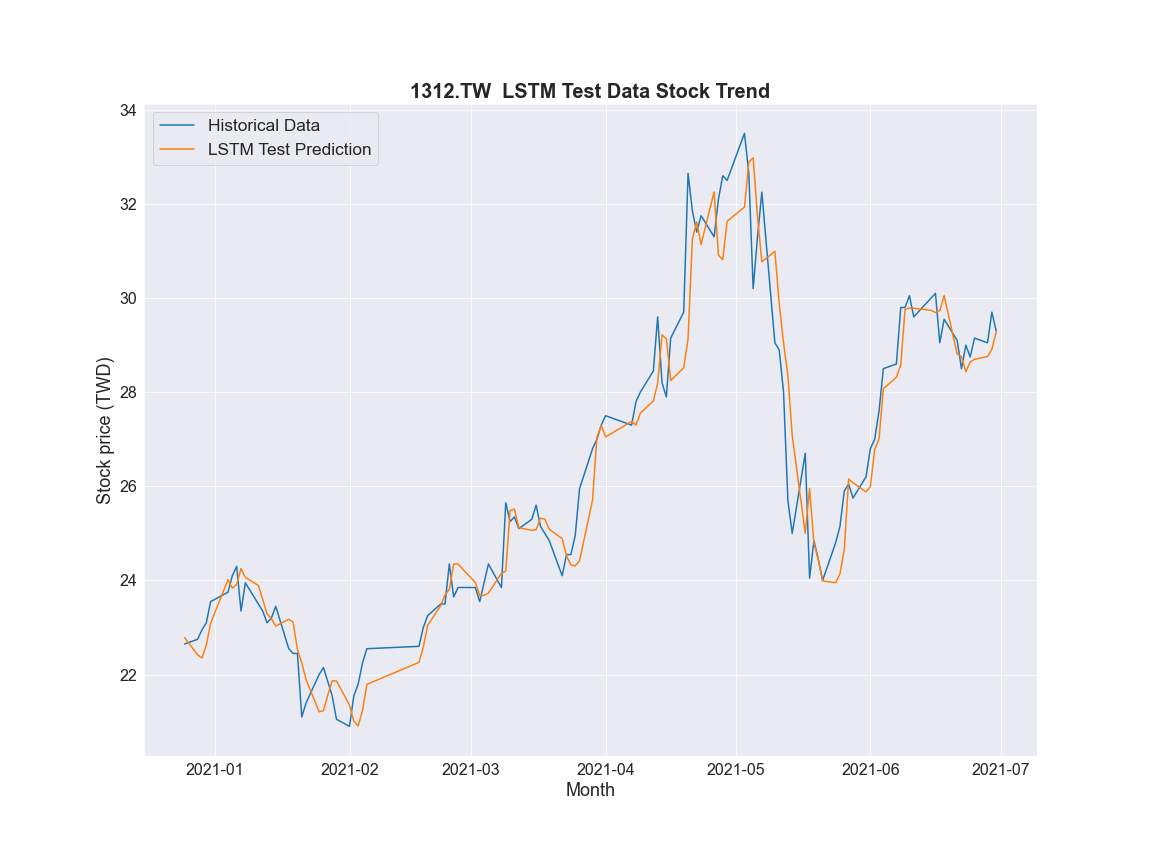 1312.TW  LSTM Test Data Stock Trend
34
Historical Data
LSTM Test Prediction
32
30
28
26
24
22
Stock price (TWD)
2021-01 2021-02 2021-03 2021-04 2021-05 2021-06 2021-07
Month